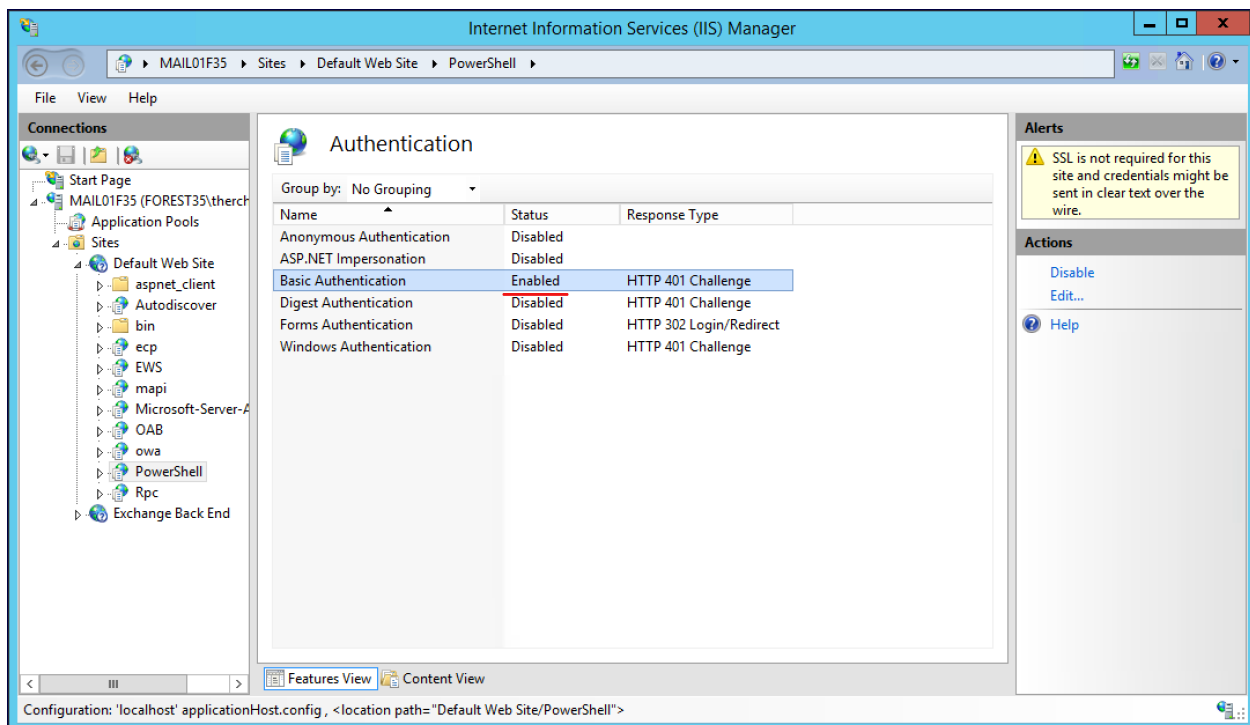 Internet Information Services (IIS) Manager
MAIL01F35 Sites Default Web Site PowerShell
File View Help
Connections
Start Page
MAIL01F35 (FOREST35\therch
Application Pools
Sites
Default Web Site
aspnet_client
Autodiscover
bin
ecp
EWS
mapi
Microsoft-Server-A
OAB
owa
PowerShell
Rpc
Exchange Back End
Authentication
Group by: No Grouping
Name Status Response Type
Anonymous Authentication Disabled
ASP.NET Impersonation Disabled
Basic Authentication Enabled HTTP 401 Challenge
Digest Authentication Disabled HTTP 401 Challenge
Forms Authentication Disabled HTTP 302 Login/Redirect
Windows Authentication Disabled HTTP 401 Challenge
Features View Content View
Alerts
SSL is not required for this
site and credentials might be
sent in clear text over the
wire.
Actions
Disable
Edit...
Help
Configuration: 'localhost' applicationHost.config , <location path="Default Web Site/PowerShell">